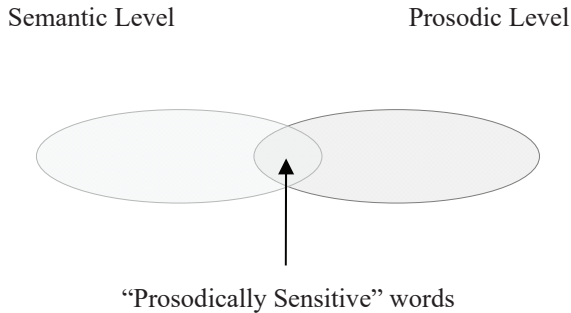 Semantic Level
Prosodic Level
“Prosodically Sensitive” words